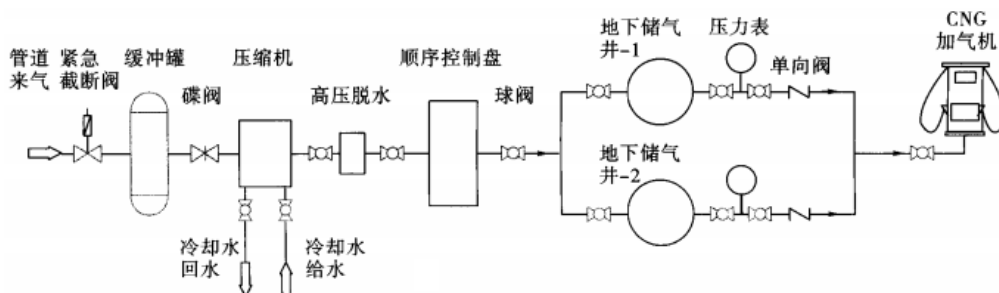 管道
来气
紧急
截断阀
缓冲罐
碟阀
压缩机
高压脱水
顺序控制盘
球阀
地下储气
井-1
压力表
单向阀
CNG
加气机
地下储气
井-2
冷却水
回水
冷却水
给水